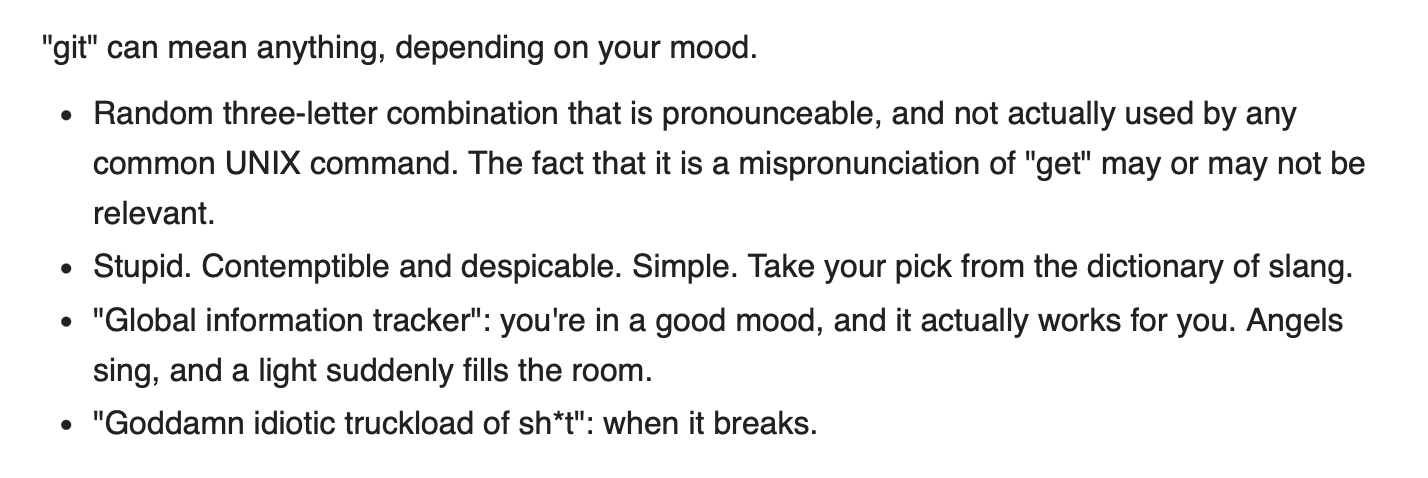 "git" can mean anything, depending on your mood.
• Random three-letter combination that is pronounceable, and not actually used by any
common UNIX command. The fact that it is a mispronunciation of "get" may or may not be
relevant.
• Stupid. Contemptible and despicable. Simple. Take your pick from the dictionary of slang.
• "Global information tracker": you're in a good mood, and it actually works for you. Angels
sing, and a light suddenly fills the room.
• "Goddamn idiotic truckload of sh*t": when it breaks.